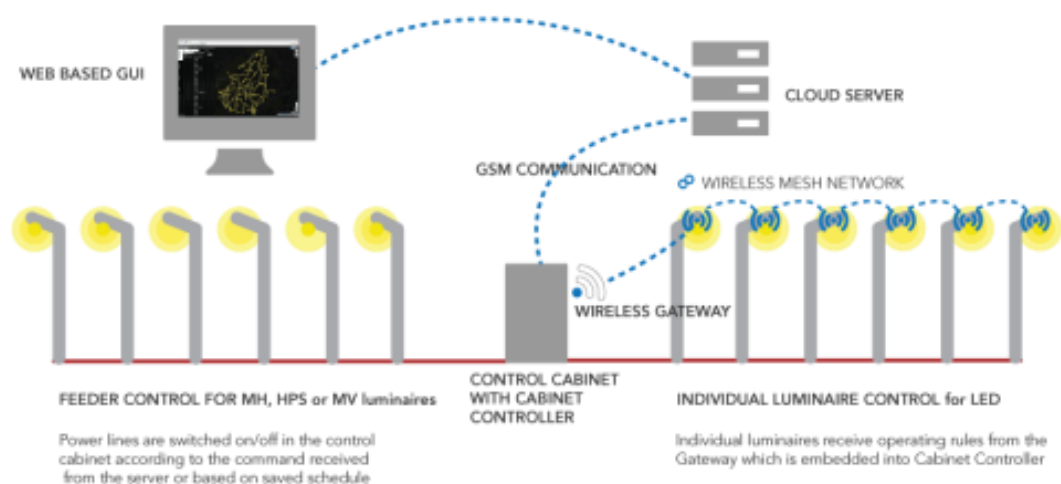 WEB BASED GUI
CLOUD SERVER
GSM COMMUNICATION
WIRELESS MESH NETWORK
WIRELESS GATEWAY
FEEDER CONTROL FOR MH, HPS or MV luminaires
Power lines are switched on/off in the control
cabinet according to the command received
from the server or based on saved schedule
CONTROL CABINET
WITH CABINET
CONTROLLER
INDIVIDUAL LUMINAIRE CONTROL for LED
Individual luminaires receive operating rules from the
Gateway which is embedded into Cabinet Controller